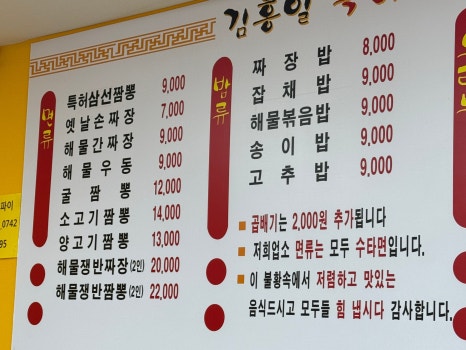 김홍일
면류
특허삼선짬뽕 9,000
옛날손짜장 7,000
해물간짜장 9,000
해물우동 9,000
굴짬뽕 12,000
소고기짬뽕 14,000
양고기짬뽕 13,000
해물쟁반짜장(2인) 20,000
해물쟁반짬뽕(2인) 22,000
밥류
짜장밥 8,000
잡채밥 9,000
해물볶음밥 9,000
송이밥 9,000
고추밥 9,000
곱베기는 2,000원 추가됩니다
저희업소 면류는 모두 수타면입니다.
이 불황속에서 저렴하고 맛있는
음식드시고 모두들 힘 냅시다 감사합니다.
파이
_0742
95